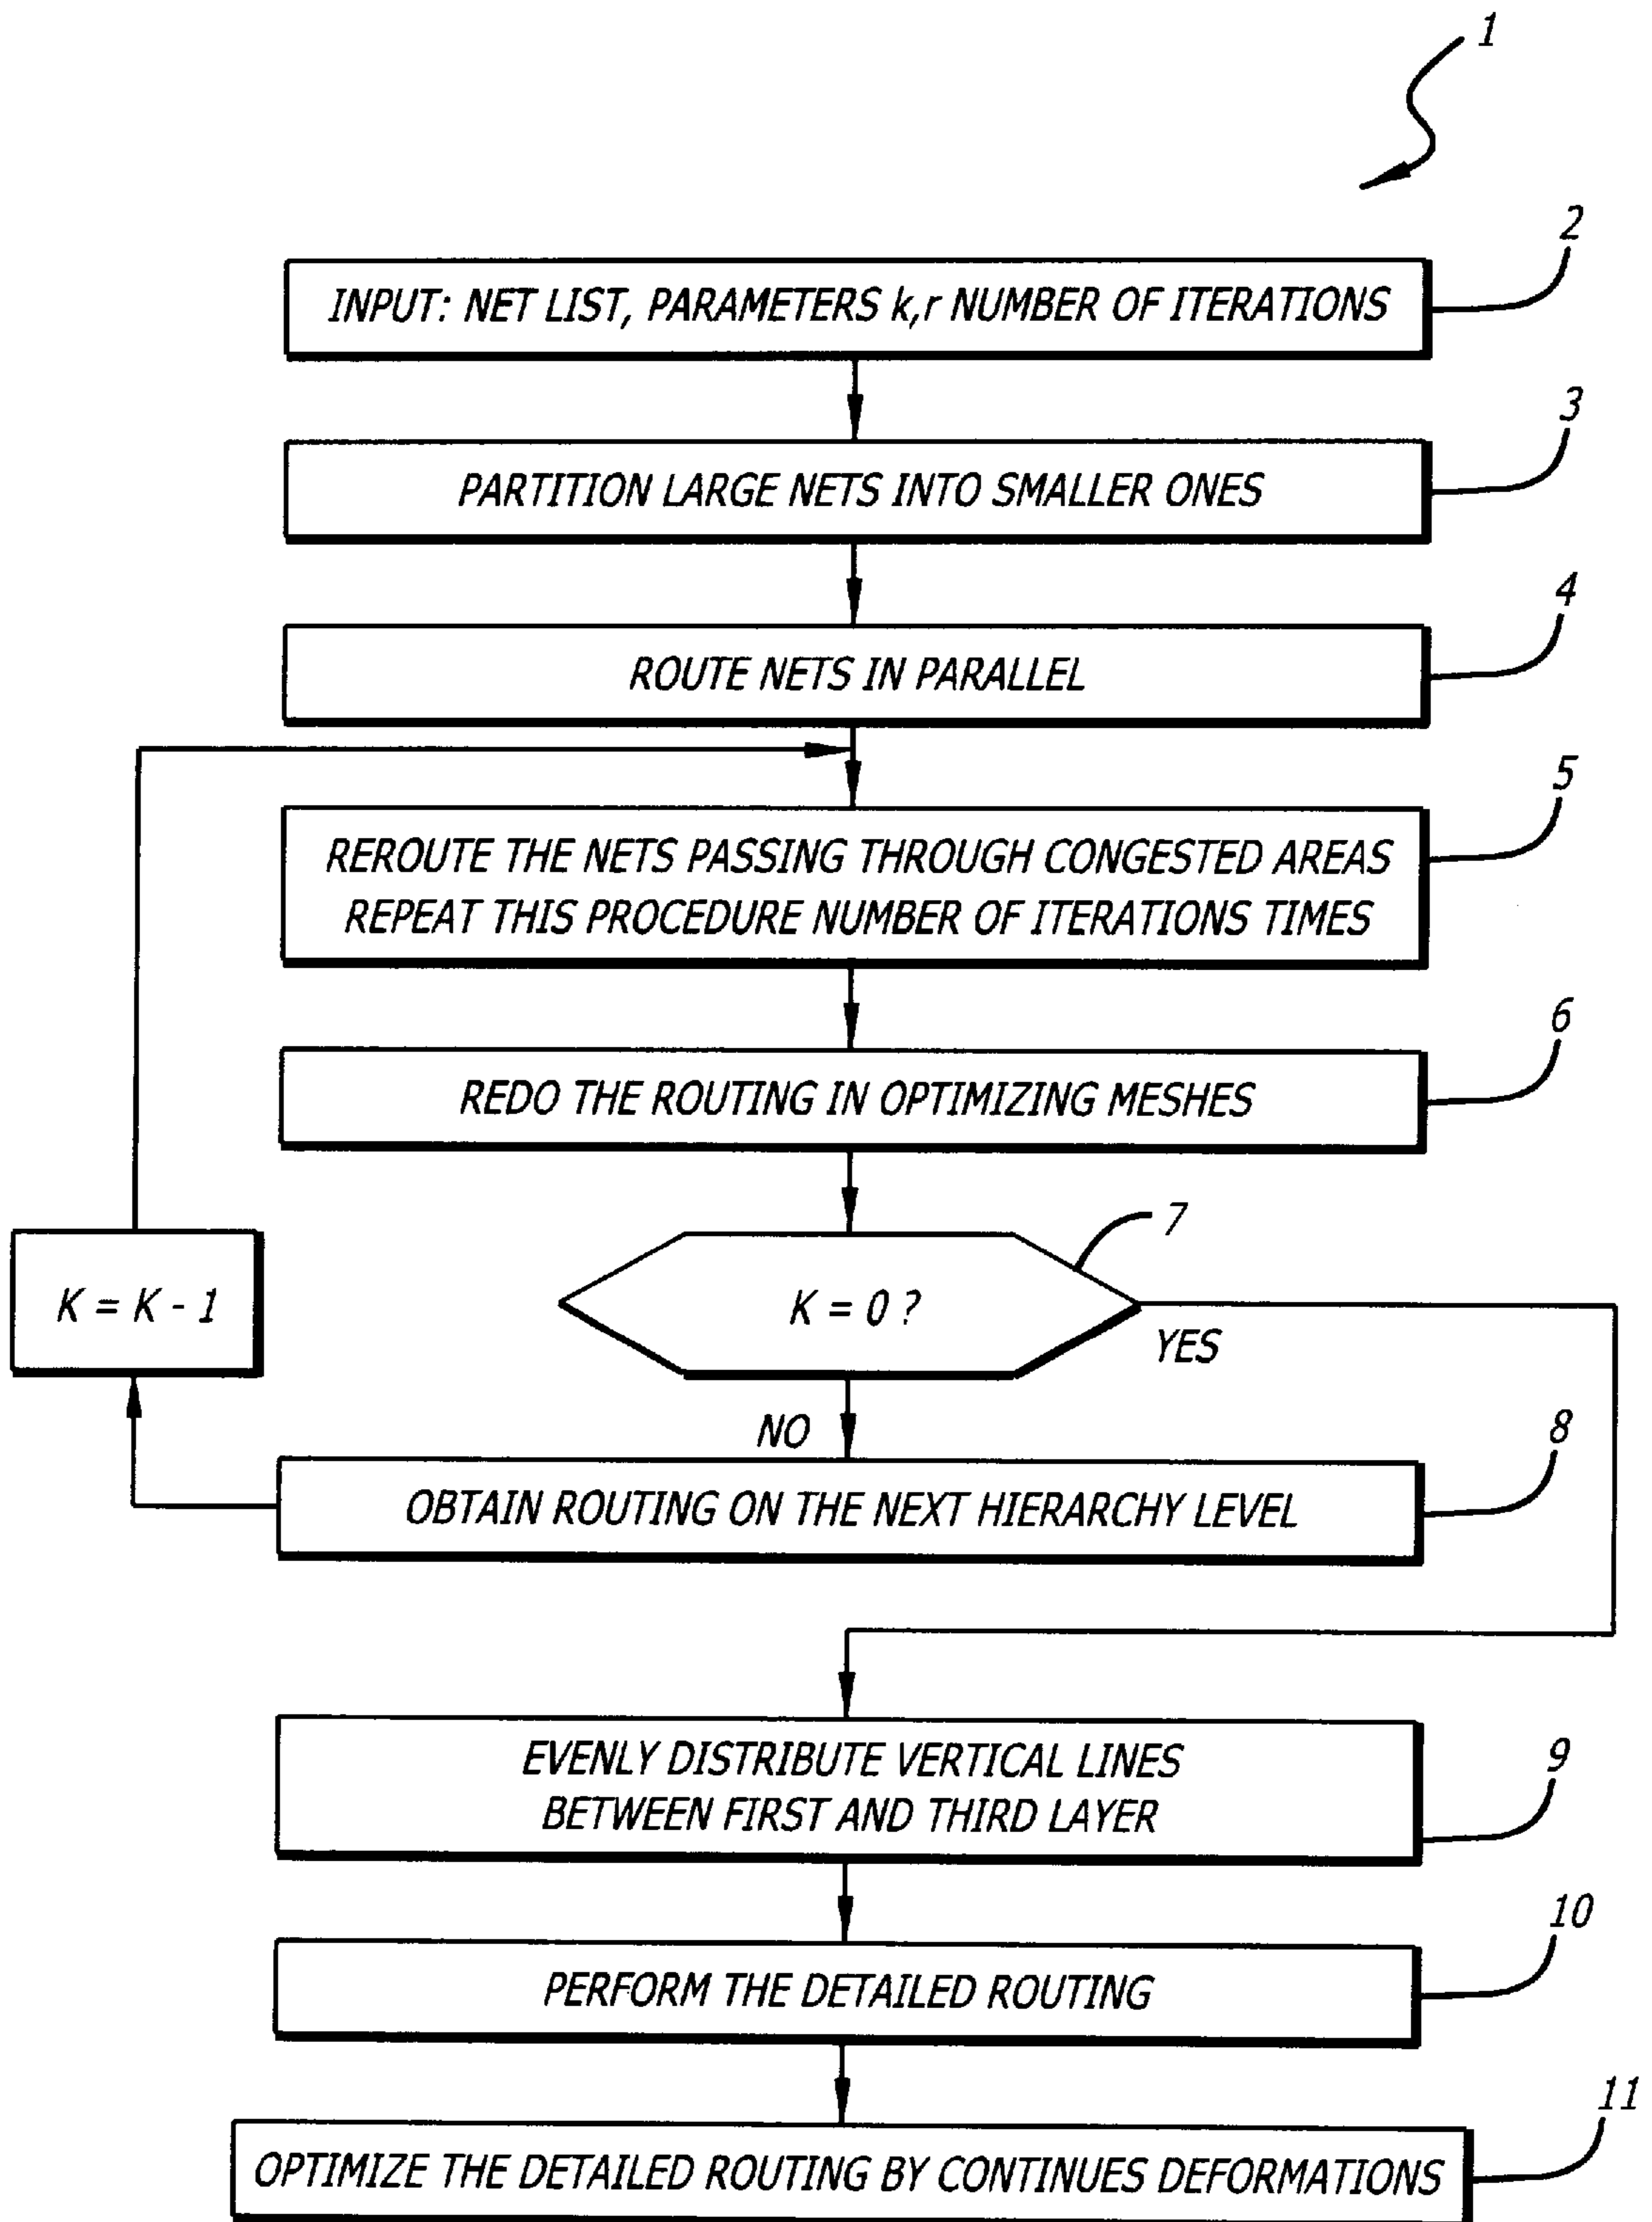 1
2
INPUT: NET LIST, PARAMETERS k,r NUMBER OF ITERATIONS
3
PARTITION LARGE NETS INTO SMALLER ONES
4
ROUTE NETS IN PARALLEL
5
REROUTE THE NETS PASSING THROUGH CONGESTED AREAS
REPEAT THIS PROCEDURE NUMBER OF ITERATIONS TIMES
6
REDO THE ROUTING IN OPTIMIZING MESHES
7
K = K - 1
K = 0 ?
YES
NO
8
OBTAIN ROUTING ON THE NEXT HIERARCHY LEVEL
EVENLY DISTRIBUTE VERTICAL LINES
BETWEEN FIRST AND THIRD LAYER
9
10
PERFORM THE DETAILED ROUTING
11
OPTIMIZE THE DETAILED ROUTING BY CONTINUES DEFORMATIONS